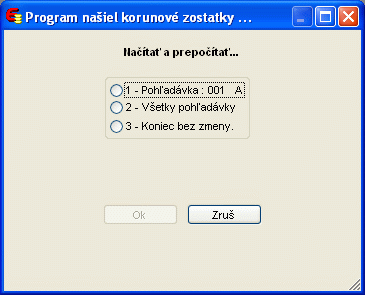 Program našiel korunové zostatky ...
Načítať a prepočítať...
1 - Pohľadávka : 001 A
2 - Všetky pohľadávky
3 - Koniec bez zmeny.
Ok
Zruš